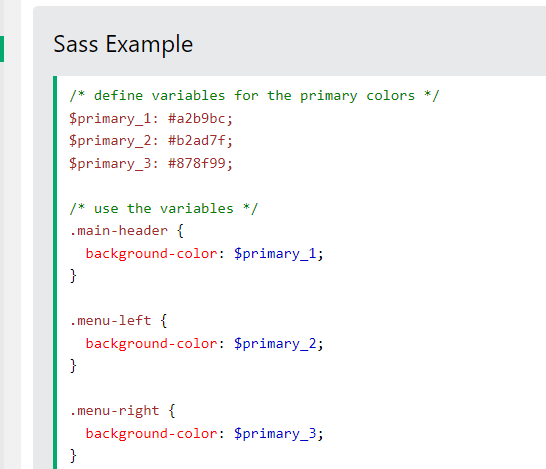 Sass Example
/* define variables for the primary colors */
$primary_1: #a2b9bc;
$primary_2: #b2ad7f;
$primary_3: #878f99;
/* use the variables */
.main-header {
background-color: $primary_1;
}
.menu-left {
background-color: $primary_2;
}
.menu-right {
background-color: $primary_3;
}